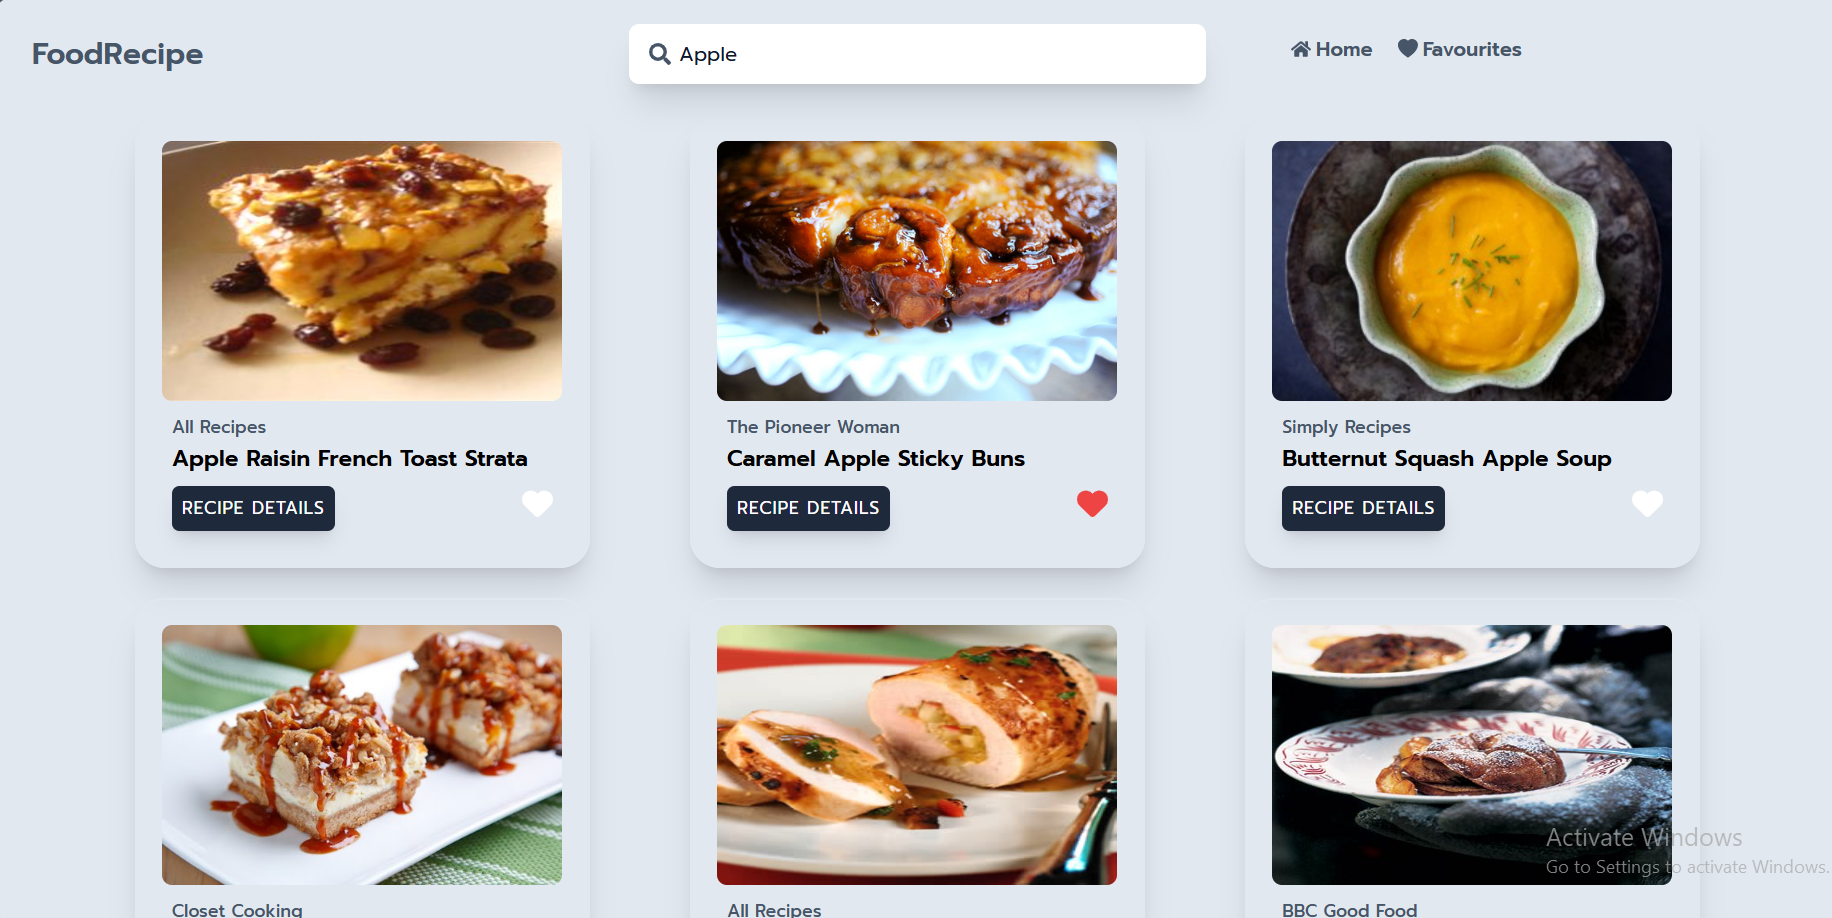 FoodRecipe
Apple
Home
Favourites
All Recipes
Apple Raisin French Toast Strata
RECIPE DETAILS
The Pioneer Woman
Caramel Apple Sticky Buns
RECIPE DETAILS
Simply Recipes
Butternut Squash Apple Soup
RECIPE DETAILS
Closet Cooking
All Recipes
BBC Good Food
Activate Windows
Go to Settings to activate Windows.